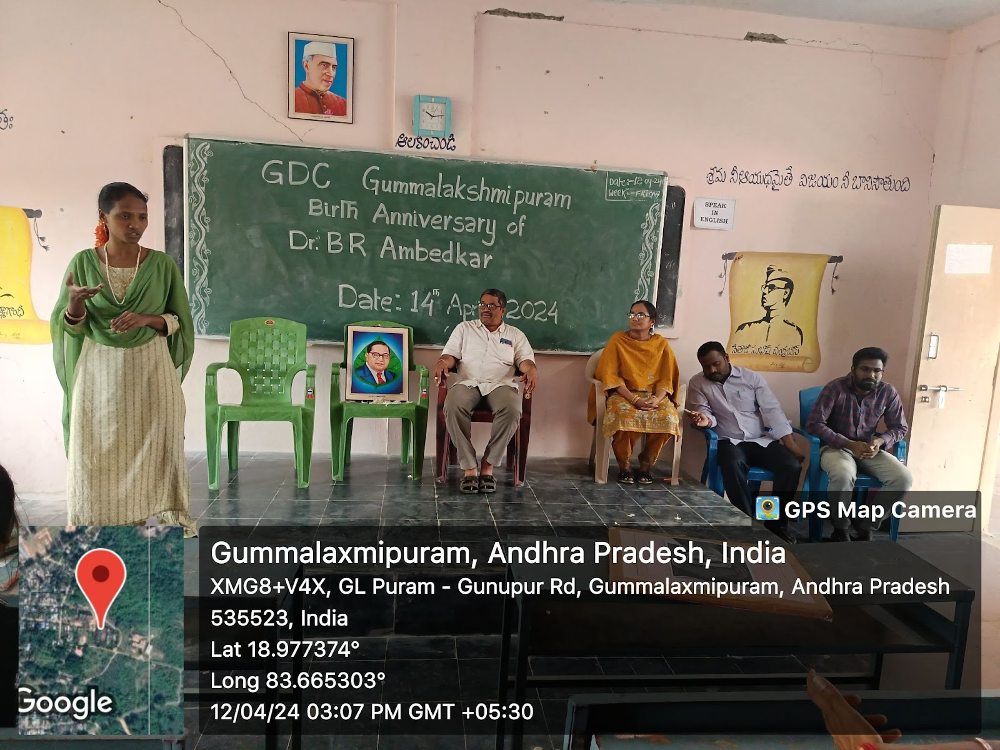 ఆలకించండి
GDC Gummalakshmipuram
Birth Anniversary of
Dr. B R Ambedkar
Date: 14th Apr 2024
Date:-12 04-24
Week:- FRIDAY
శ్రమ నీఆయుధమైతే విజయం నీ బానిసౌతుంది
SPEAK
IN
ENGLISH
నేతాజీ సుభాష్ చంద్రబోస్
GPS Map Camera
Gummalaxmipuram, Andhra Pradesh, India
XMG8+V4X, GL Puram - Gunupur Rd, Gummalaxmipuram, Andhra Pradesh
535523, India
Lat 18.977374°
Long 83.665303°
12/04/24 03:07 PM GMT +05:30
Google